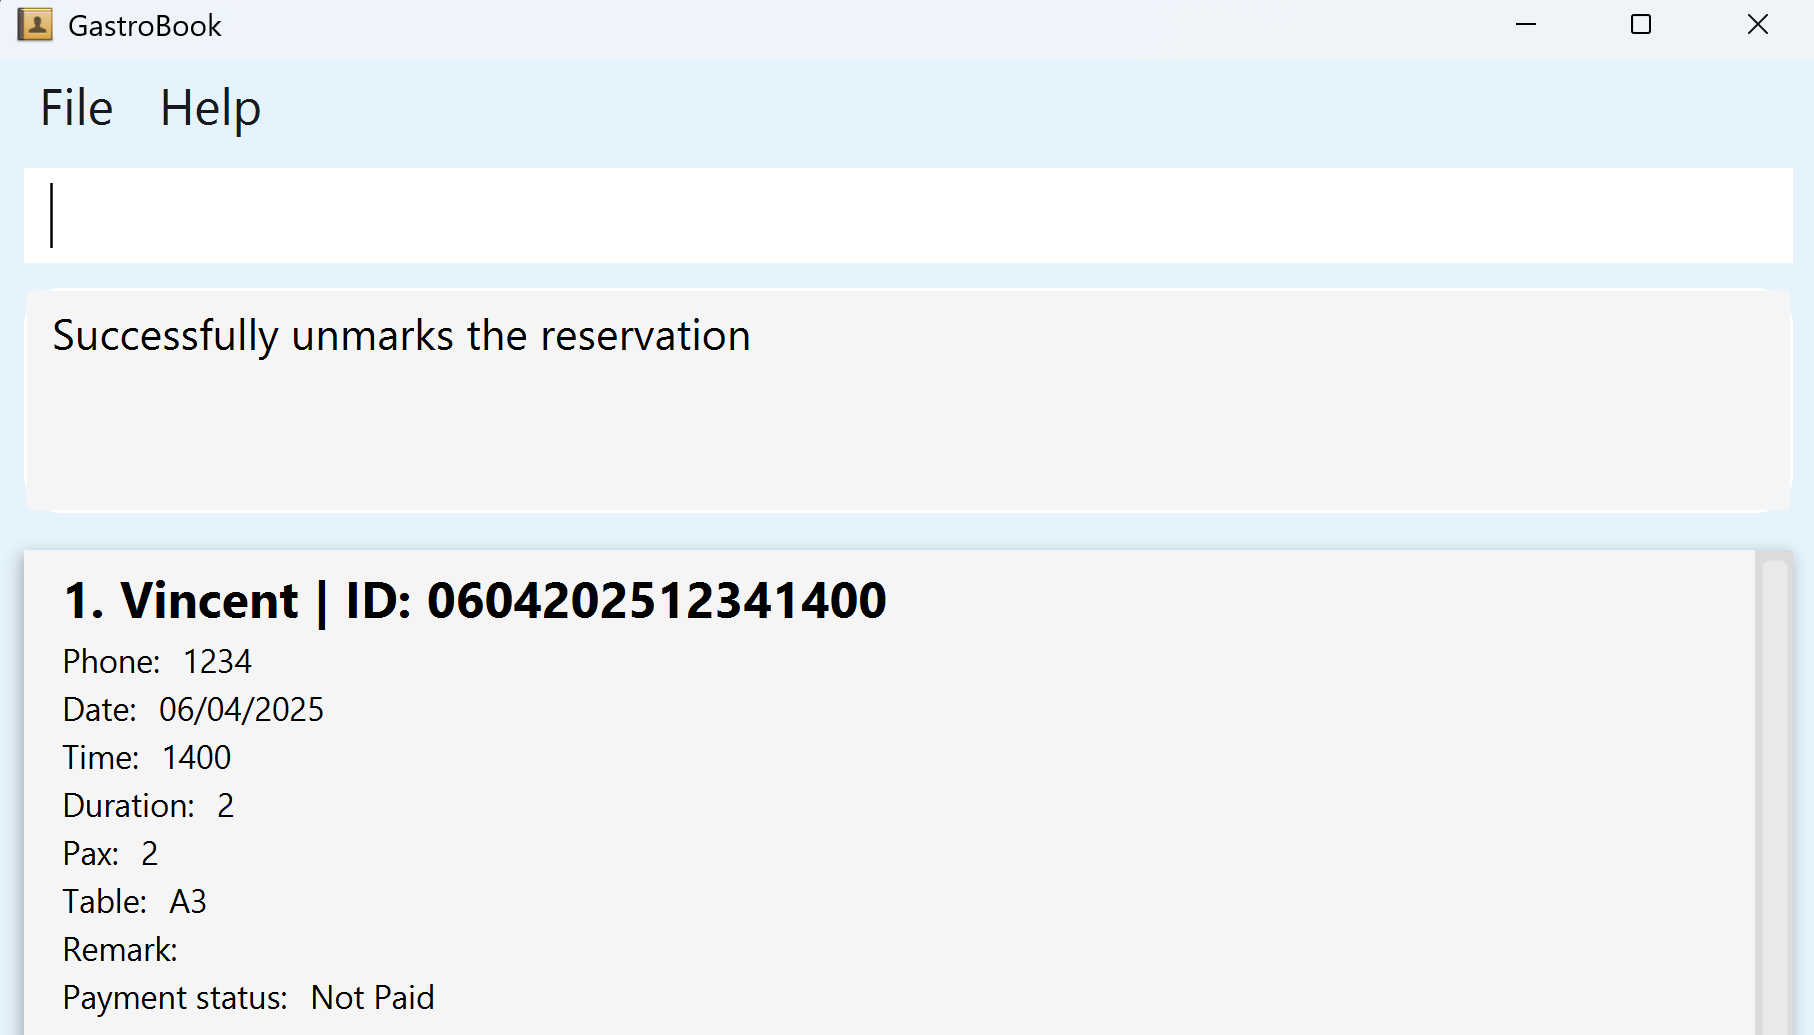 GastroBook
File Help
Successfully unmarks the reservation
1. Vincent | ID: 0604202512341400
Phone: 1234
Date: 06/04/2025
Time: 1400
Duration: 2
Pax: 2
Table: A3
Remark:
Payment status: Not Paid